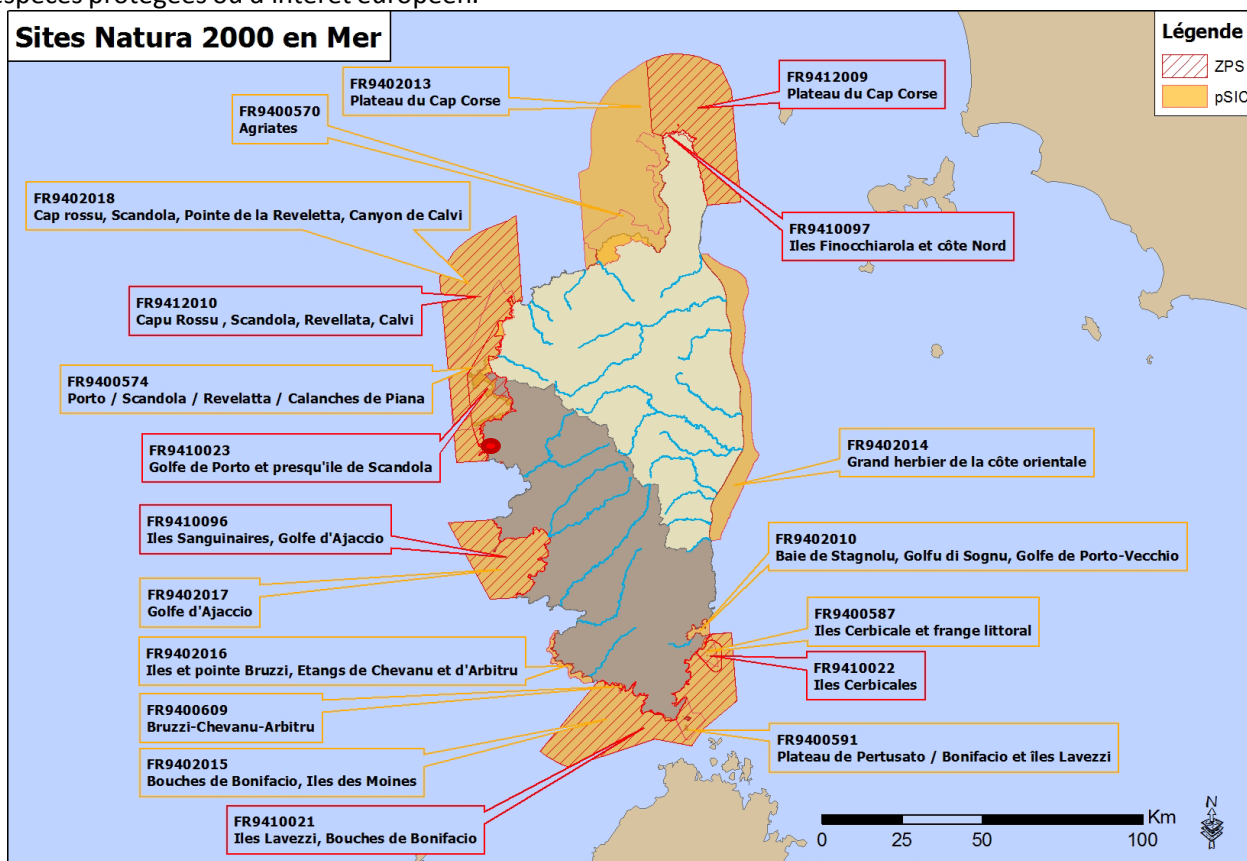 espèces protégées ou d'intérêt européen.
Sites Natura 2000 en Mer
Légende
ZPS
pSIC
FR9402013
Plateau du Cap Corse
FR9412009
Plateau du Cap Corse
FR9400570
Agriates
FR9402018
Cap rossu, Scandola, Pointe de la Reveletta, Canyon de Calvi
FR9410097
Iles Finocchiarola et côte Nord
FR9412010
Capu Rossu , Scandola, Revellata, Calvi
FR9400574
Porto / Scandola / Revelatta / Calanches de Piana
FR9410023
Golfe de Porto et presqu'ile de Scandola
FR9402014
Grand herbier de la côte orientale
FR9410096
Iles Sanguinaires, Golfe d'Ajaccio
FR9402010
Baie de Stagnolu, Golfu di Sognu, Golfe de Porto-Vecchio
FR9402017
Golfe d'Ajaccio
FR9400587
Iles Cerbicale et frange littoral
FR9402016
Iles et pointe Bruzzi, Etangs de Chevanu et d'Arbitru
FR9410022
Iles Cerbicales
FR9400609
Bruzzi-Chevanu-Arbitru
FR9400591
Plateau de Pertusato / Bonifacio et îles Lavezzi
FR9402015
Bouches de Bonifacio, Iles des Moines
FR9410021
Iles Lavezzi, Bouches de Bonifacio
Km
0 25 50 100
N